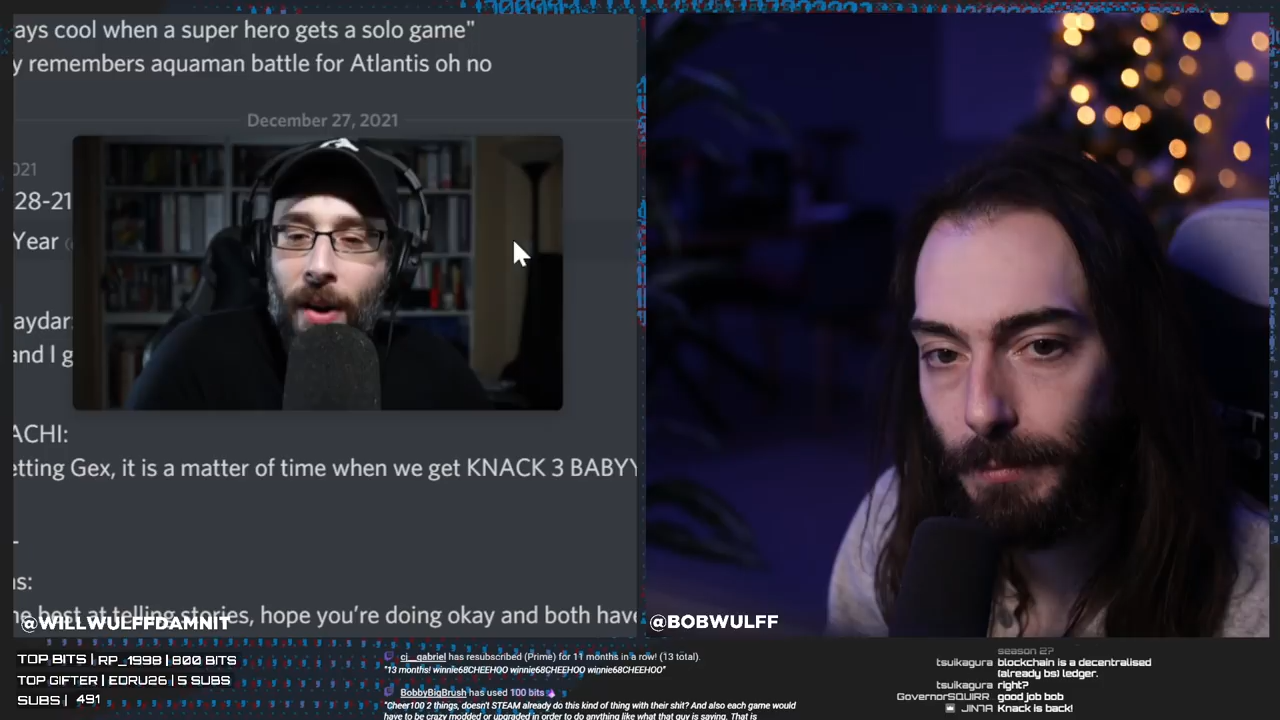 ays cool when a super hero gets a solo game"
y remembers aquaman battle for Atlantis oh no
December 27, 2021
021
28-21
Year
aydar:
and I g
ACHI:
etting Gex, it is a matter of time when we get KNACK 3 BABYY
ns:
he best at telling stories, hope you're doing okay and both have
@WILLWULFFDAMNIT
@BOBWULFF
TOP BITS | RP_1998 | 800 BITS
TOP GIFTER | EDRU26 | 5 SUBS
SUBS | 491
cj__gabriel has resubscribed (Prime) for 11 months in a row! (13 total).
"13 months! winnie68CHEEHOO winnie68CHEEHOO winnie68CHEEHOO"
BobbyBigBrush has used 100 bits
"Cheer100 2 things, doesn't STEAM already do this kind of thing with their shit? And also each game would
have to be crazy modded or upgraded in order to do anything like what that guy is saying. That is
season 2?
tsuikagura blockchain is a decentralised
(already bs) ledger.
tsuikagura right?
GovernorSQUIRR good job bob
JIN7A Knack is back!